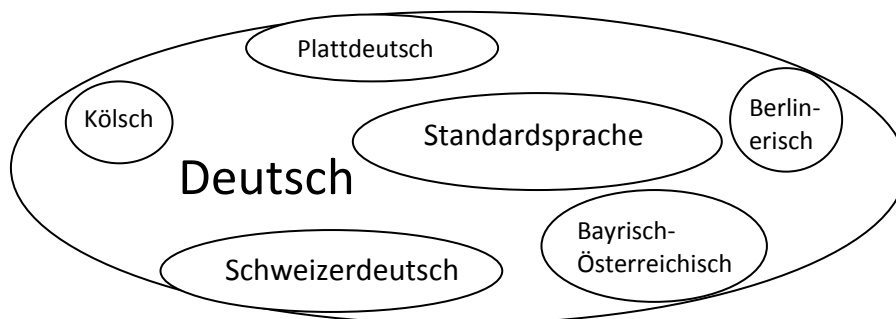 Plattdeutsch
Kölsch
Berlin-
erisch
Standardsprache
Deutsch
Bayrisch-
Österreichisch
Schweizerdeutsch